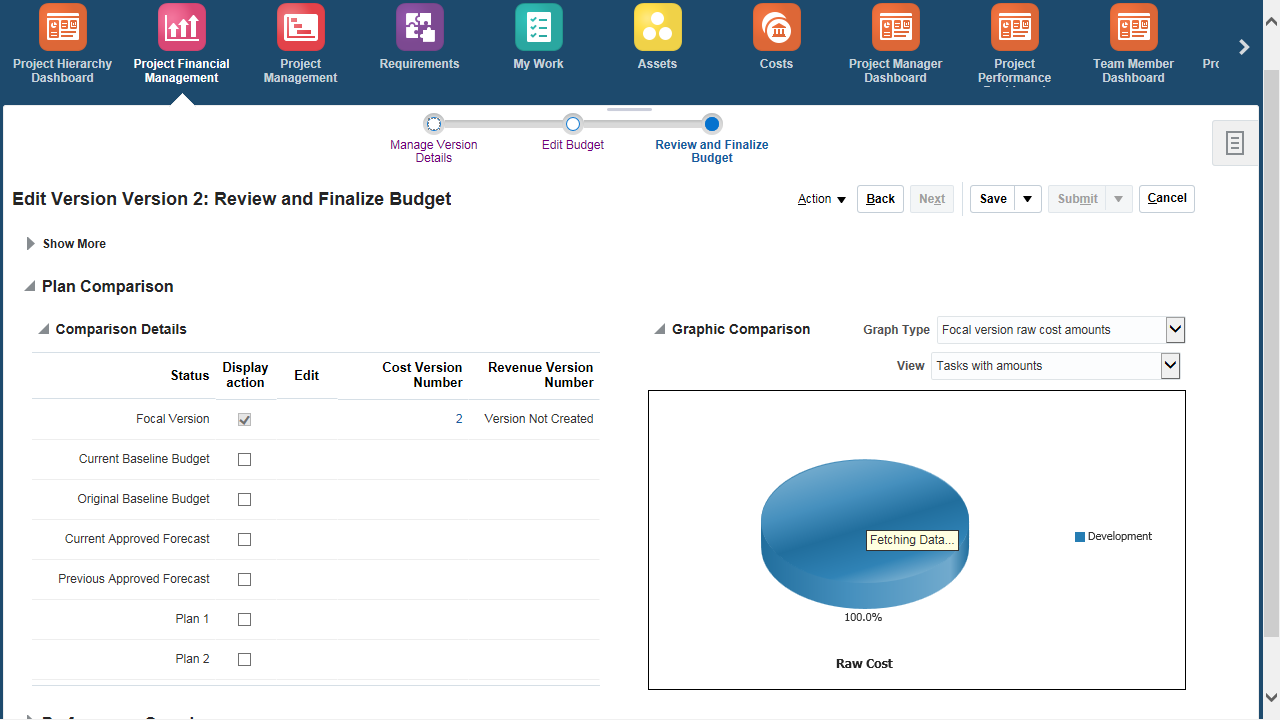 Project Hierarchy
Dashboard
Project Financial
Management
Project
Management
Requirements
My Work
Assets
Costs
Project Manager
Dashboard
Project
Performance
Team Member
Dashboard
Manage Version
Details
Edit Budget
Review and Finalize
Budget
Edit Version Version 2: Review and Finalize Budget
Action
Back
Next
Save
Submit
Cancel
Show More
Plan Comparison
Comparison Details
Status
Display
action
Edit
Cost Version
Number
Revenue Version
Number
Focal Version
2
Version Not Created
Current Baseline Budget
Original Baseline Budget
Current Approved Forecast
Previous Approved Forecast
Plan 1
Plan 2
Graphic Comparison
Graph Type
Focal version raw cost amounts
View
Tasks with amounts
Fetching Data...
Development
100.0%
Raw Cost